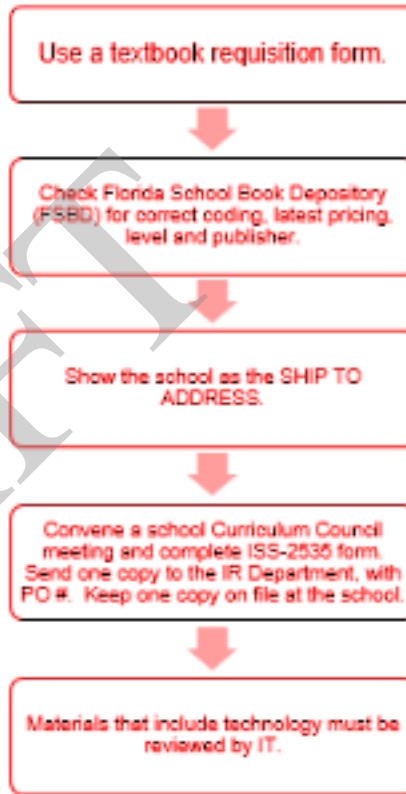 Use a textbook requisition form.
Check Florida School Book Depository
(FSBD) for correct coding, latest pricing,
level and publisher.
Show the school as the SHIP TO
ADDRESS.
Convene a school Curriculum Council
meeting and complete ISS-2535 form.
Send one copy to the IR Department, with
PO #. Keep one copy on file at the school.
Materials that include technology must be
reviewed by IT.